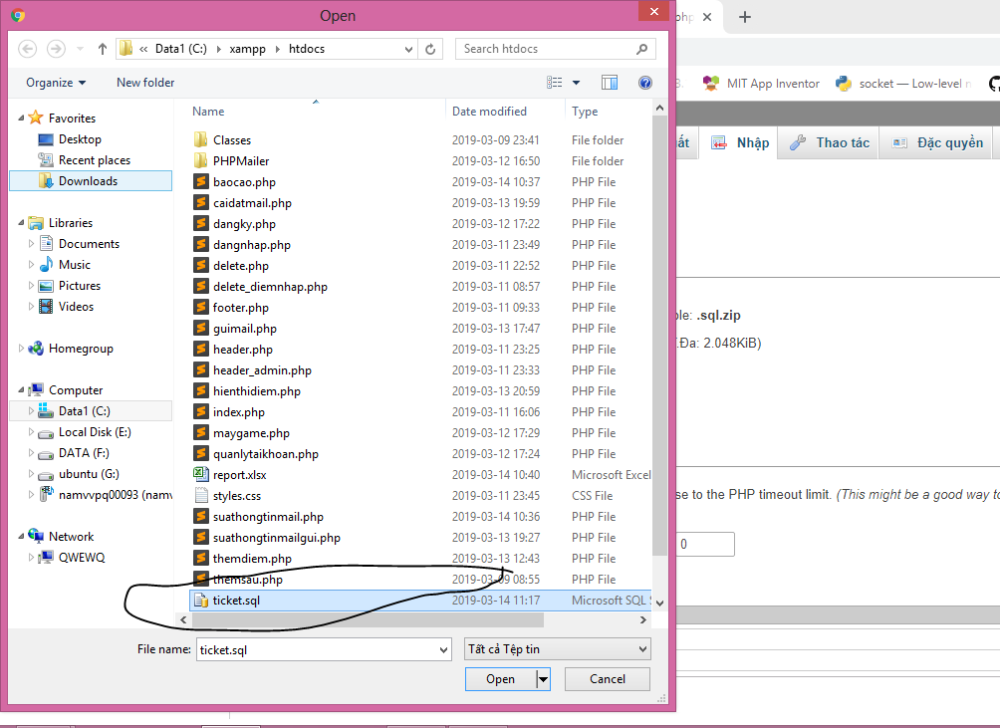 Open
php
« Data1 (C:) xampp htdocs
Search htdocs
Organize
New folder
3.
MIT App Inventor
socket — Low-level
Name
Date modified
Type
Favorites
Desktop
Recent places
Downloads
Libraries
Documents
Music
Pictures
Videos
Homegroup
Computer
Data1 (C:)
Local Disk (E:)
DATA (F:)
ubuntu (G:)
namvvpq00093 (namv
Network
QWEWQ
Classes 2019-03-09 23:41 File folder
PHPMailer 2019-03-12 16:50 File folder
baocao.php 2019-03-14 10:37 PHP File
caidatmail.php 2019-03-13 19:59 PHP File
dangky.php 2019-03-12 17:22 PHP File
dangnhap.php 2019-03-11 23:49 PHP File
delete.php 2019-03-11 22:52 PHP File
delete_diemnhap.php 2019-03-11 08:57 PHP File
footer.php 2019-03-11 09:33 PHP File
guimail.php 2019-03-13 17:47 PHP File
header.php 2019-03-11 23:25 PHP File
header_admin.php 2019-03-11 23:33 PHP File
hienthidiem.php 2019-03-13 20:59 PHP File
index.php 2019-03-11 16:06 PHP File
maygame.php 2019-03-12 17:29 PHP File
quanlytaikhoan.php 2019-03-12 17:24 PHP File
report.xlsx 2019-03-14 10:40 Microsoft Excel
styles.css 2019-03-11 23:45 CSS File
suathongtinmail.php 2019-03-14 10:36 PHP File
suathongtinmailgui.php 2019-03-13 19:27 PHP File
themdiem.php 2019-03-13 12:43 PHP File
themsau.php 2019-03-09 08:55 PHP File
ticket.sql 2019-03-14 11:17 Microsoft SQL S
File name: ticket.sql
Tất cả Tệp tin
Open
Cancel
ất
Nhập
Thao tác
Đặc quyền
ple: .sql.zip
Đa: 2.048KiB)
se to the PHP timeout limit. (This might be a good way to
0